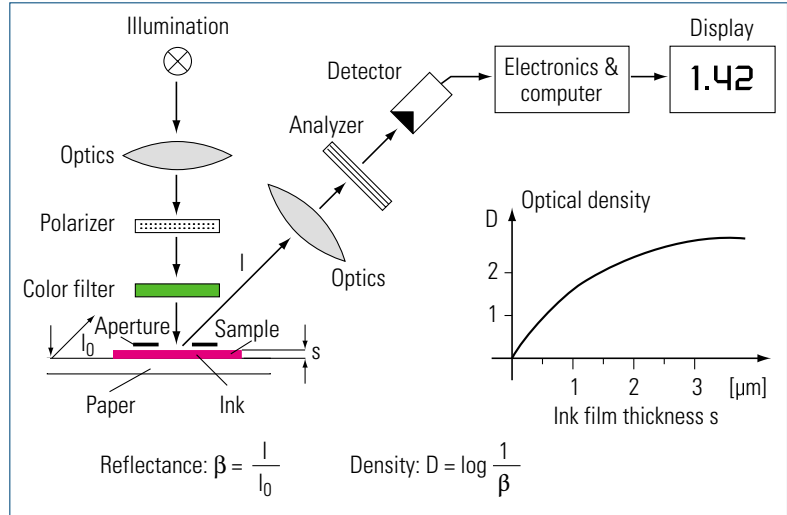 Illumination
Optics
Polarizer
Color filter
Aperture
Sample
I₀
I
s
Paper
Ink
Optics
Analyzer
Detector
Electronics &
computer
Display
1.42
Optical density
D
2
1
1 2 3 [µm]
Ink film thickness s
Reflectance: β = I / I₀
Density: D = log 1 / β